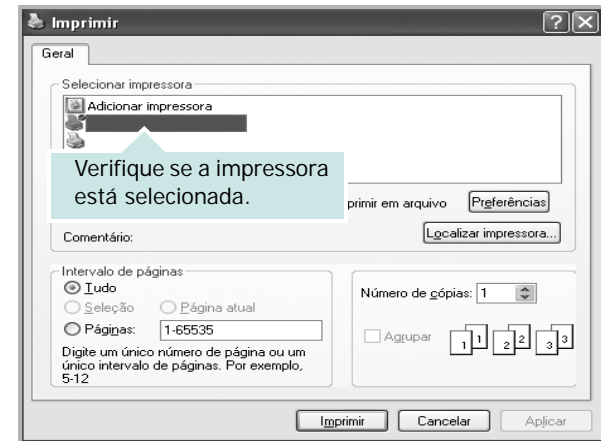 Imprimir
Geral
Selecionar impressora
Adicionar impressora
Verifique se a impressora
está selecionada.
primir em arquivo Preferências
Comentário: Localizar impressora...
Intervalo de páginas
Tudo
Seleção Página atual
Páginas: 1-65535
Digite um único número de página ou um
único intervalo de páginas. Por exemplo,
5-12
Número de cópias: 1
Agrupar 1 1 2 2 3 3
Imprimir Cancelar Aplicar